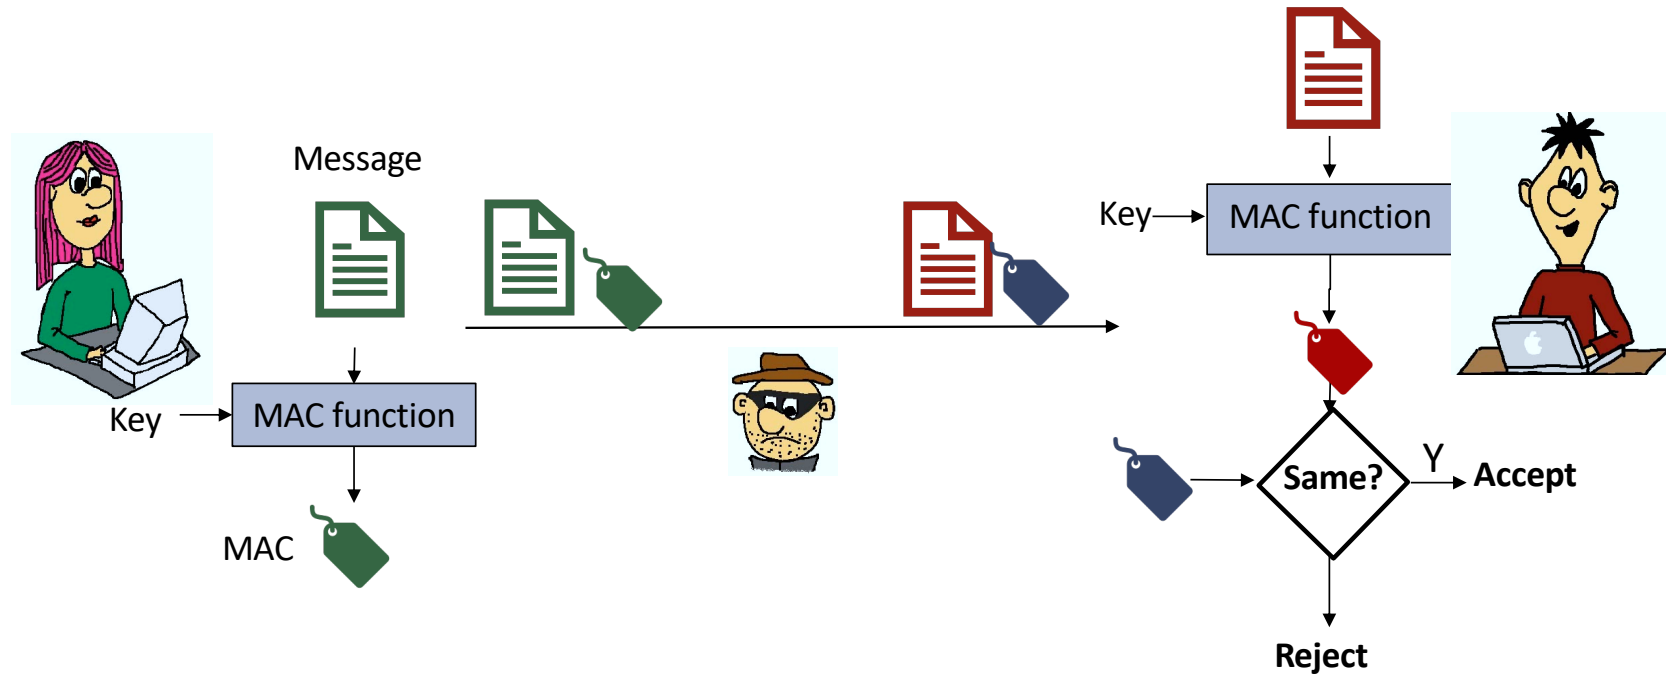 Message
Key
MAC function
MAC
Key
MAC function
Same?
Y
Accept
Reject